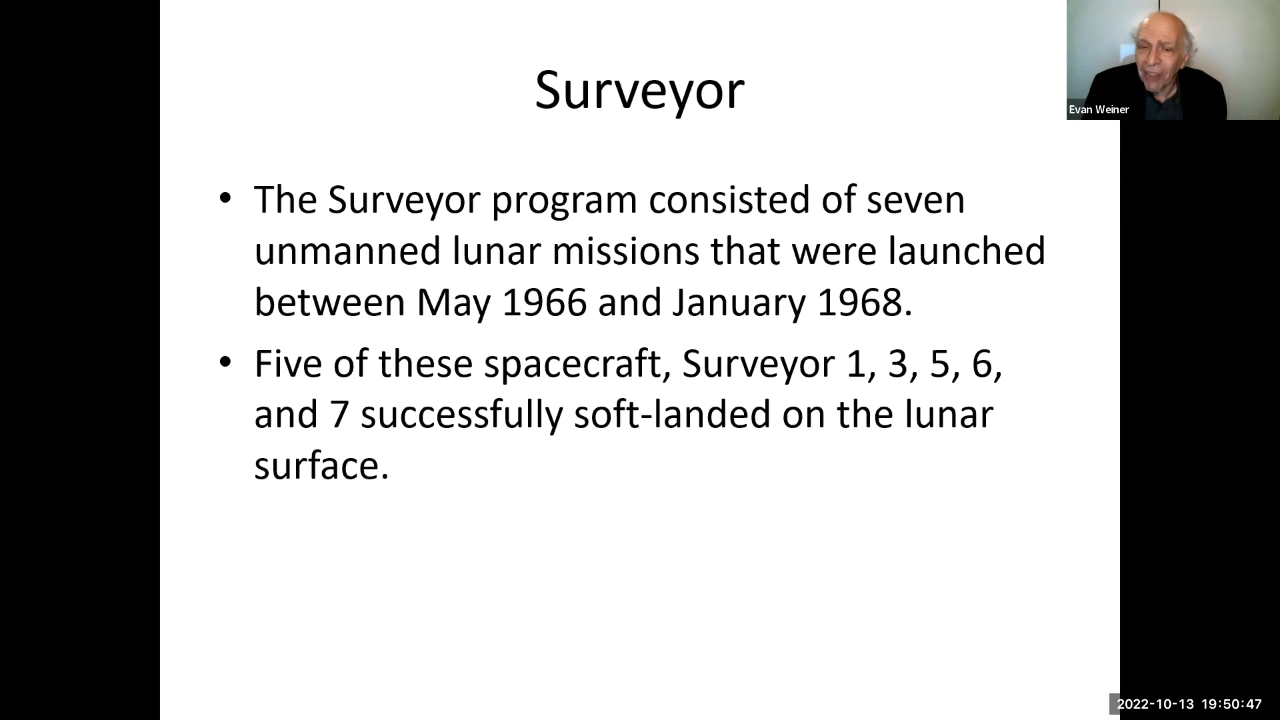 Surveyor
Evan Weiner
• The Surveyor program consisted of seven
unmanned lunar missions that were launched
between May 1966 and January 1968.
• Five of these spacecraft, Surveyor 1, 3, 5, 6,
and 7 successfully soft-landed on the lunar
surface.
2022-10-13 19:50:47